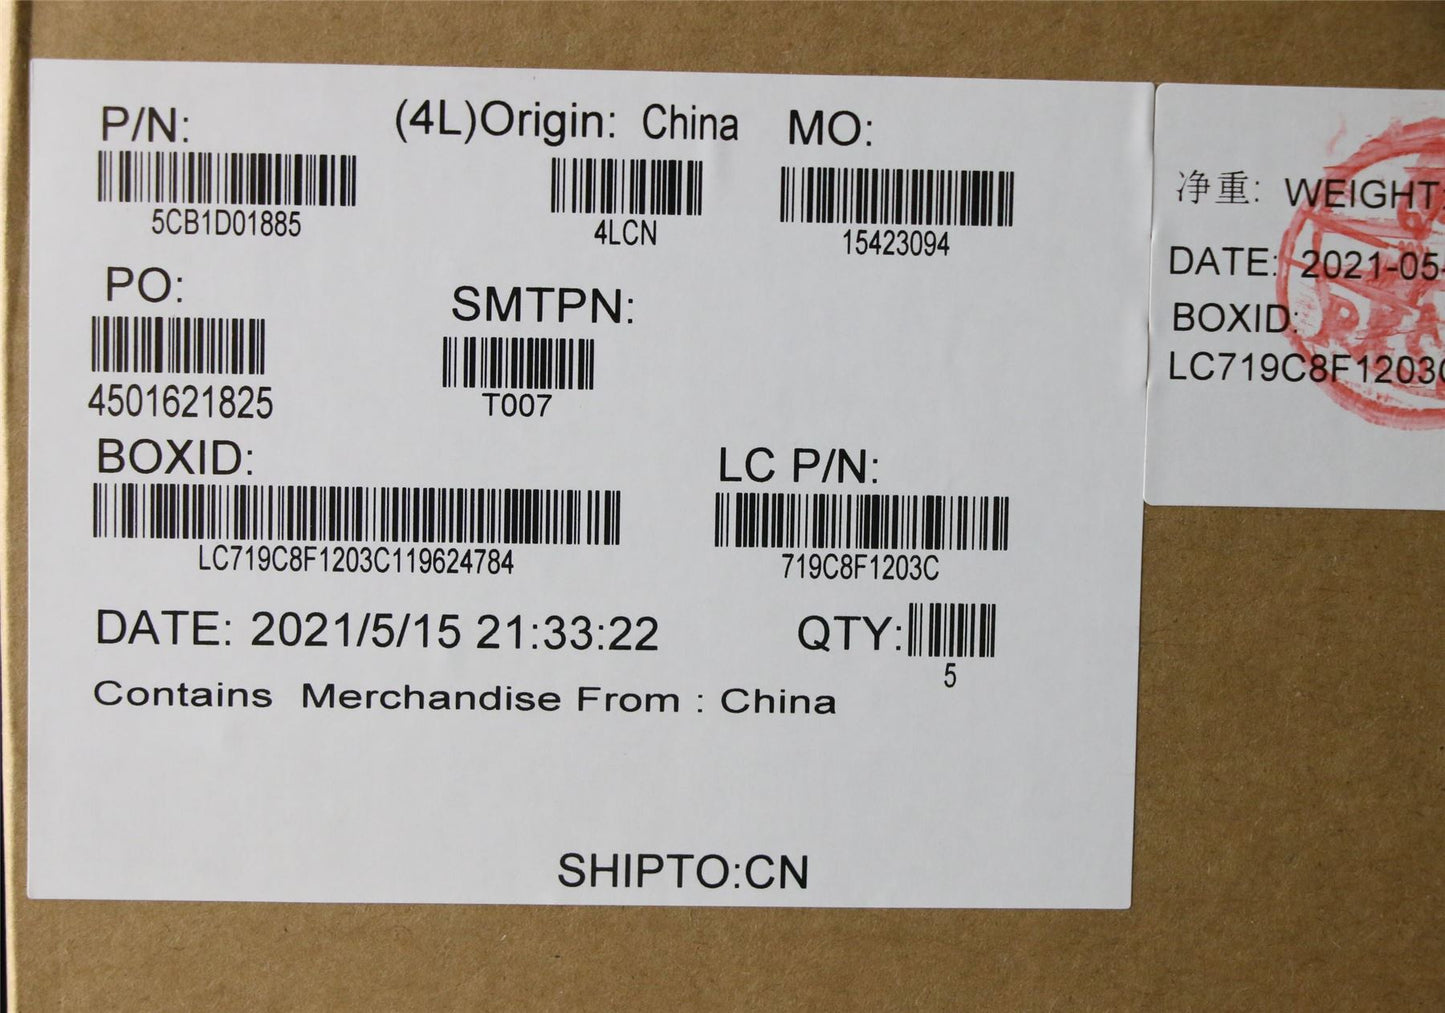 P/N: (4L)Origin: China MO:
5CB1D01885 4LCN 15423094
PO: SMTPN:
4501621825 T007
BOXID: LC P/N:
LC719C8F1203C119624784 719C8F1203C
DATE: 2021/5/15 21:33:22 QTY:
5
Contains Merchandise From : China
SHIPTO:CN
净重: WEIGHT:
DATE: 2021-05-
BOXID:
LC719C8F1203C